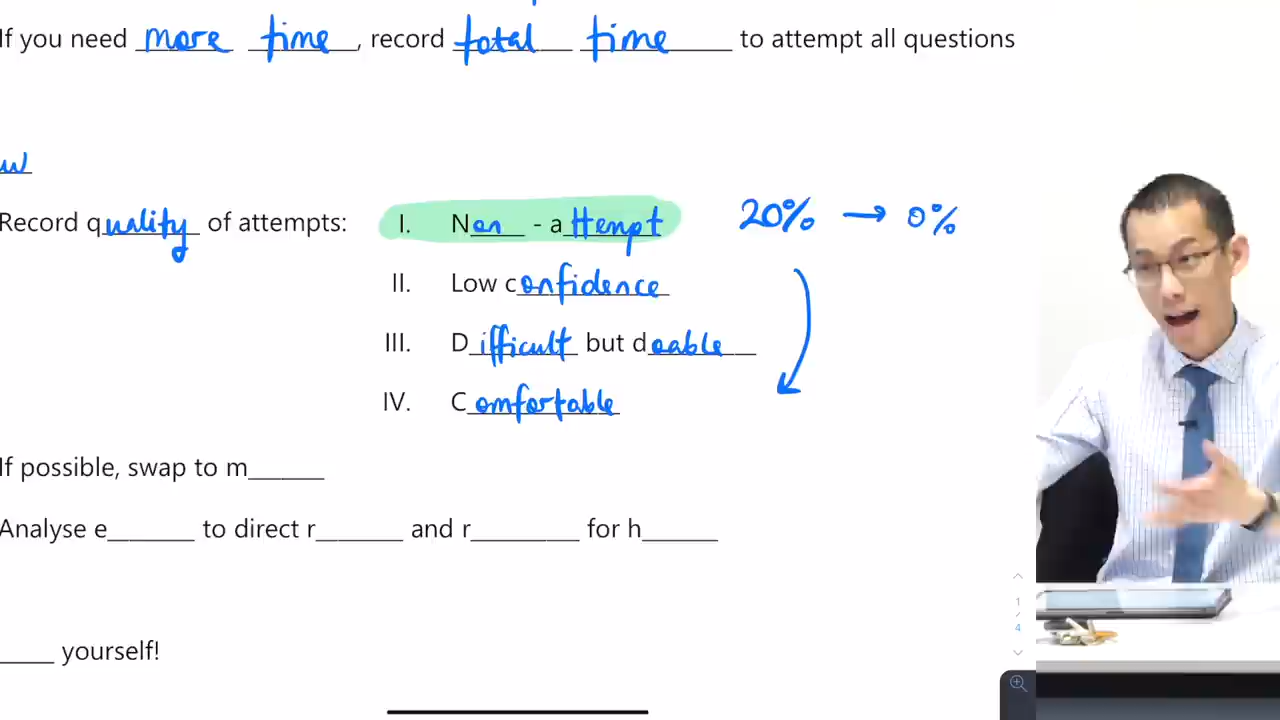 If you need more time, record total time to attempt all questions
w
Record quality of attempts:
I. Non - attempt 20% → 0%
II. Low confidence
III. Difficult but doable
IV. Comfortable
If possible, swap to m______
Analyse e_______ to direct r_______ and r_________ for h______
_____ yourself!
1
/
4